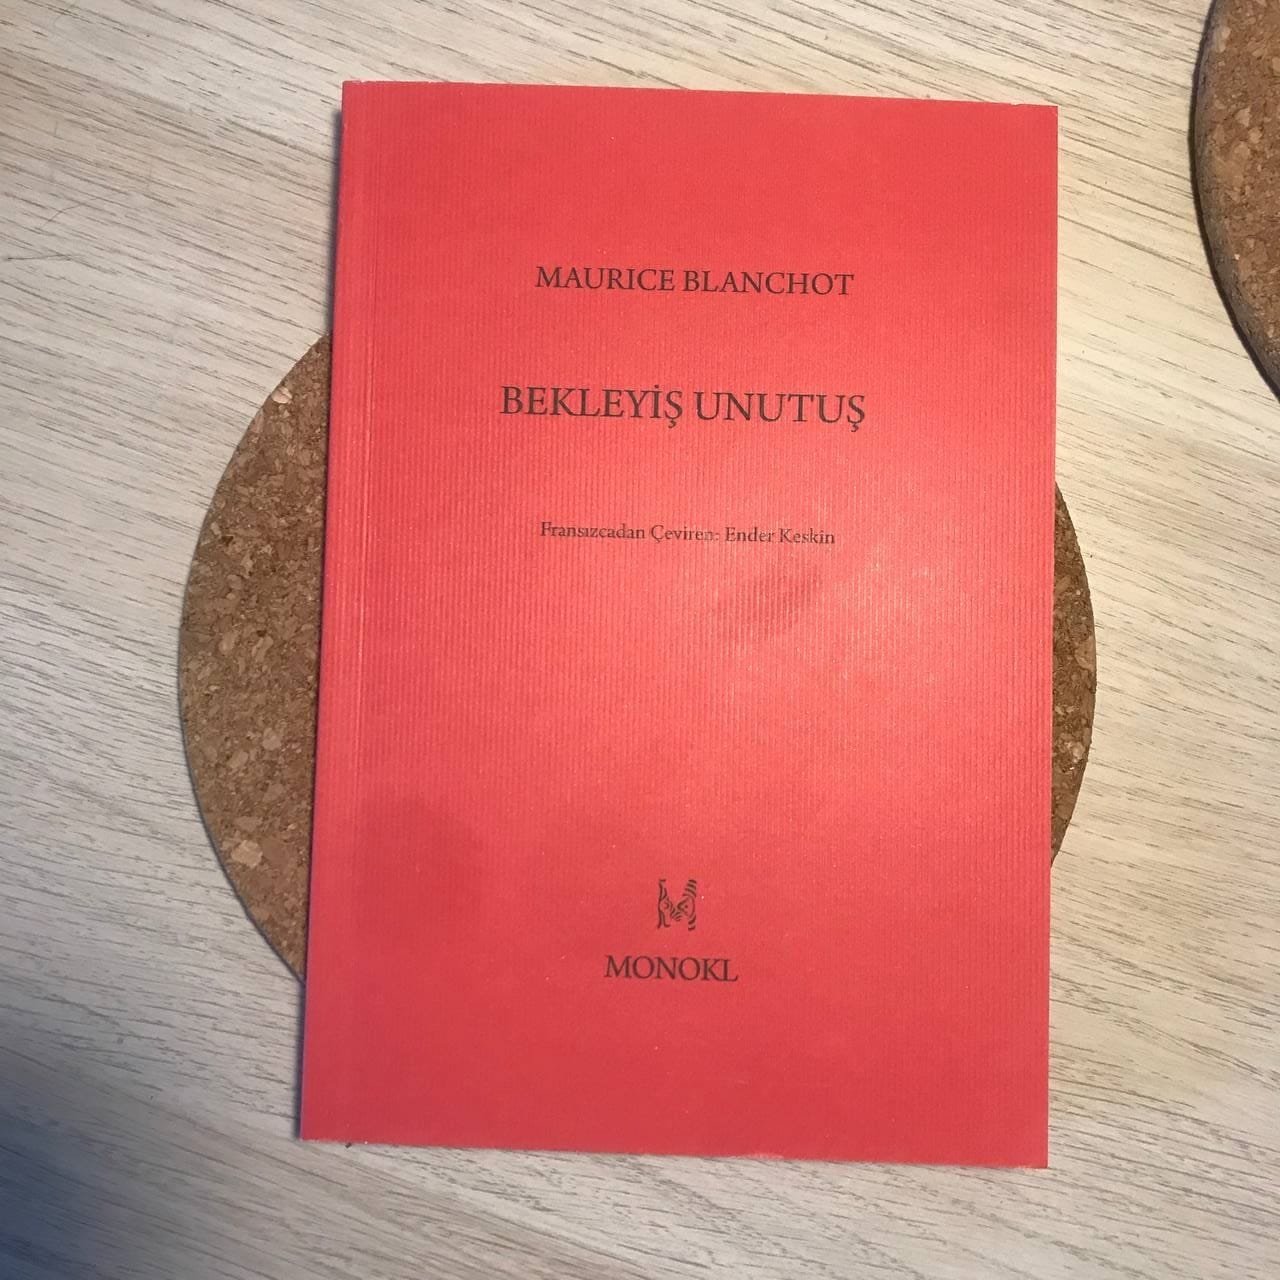 MAURICE BLANCHOT
BEKLEYİŞ UNUTUŞ
Fransızcadan Çeviren: Ender Keskin
MONOKL